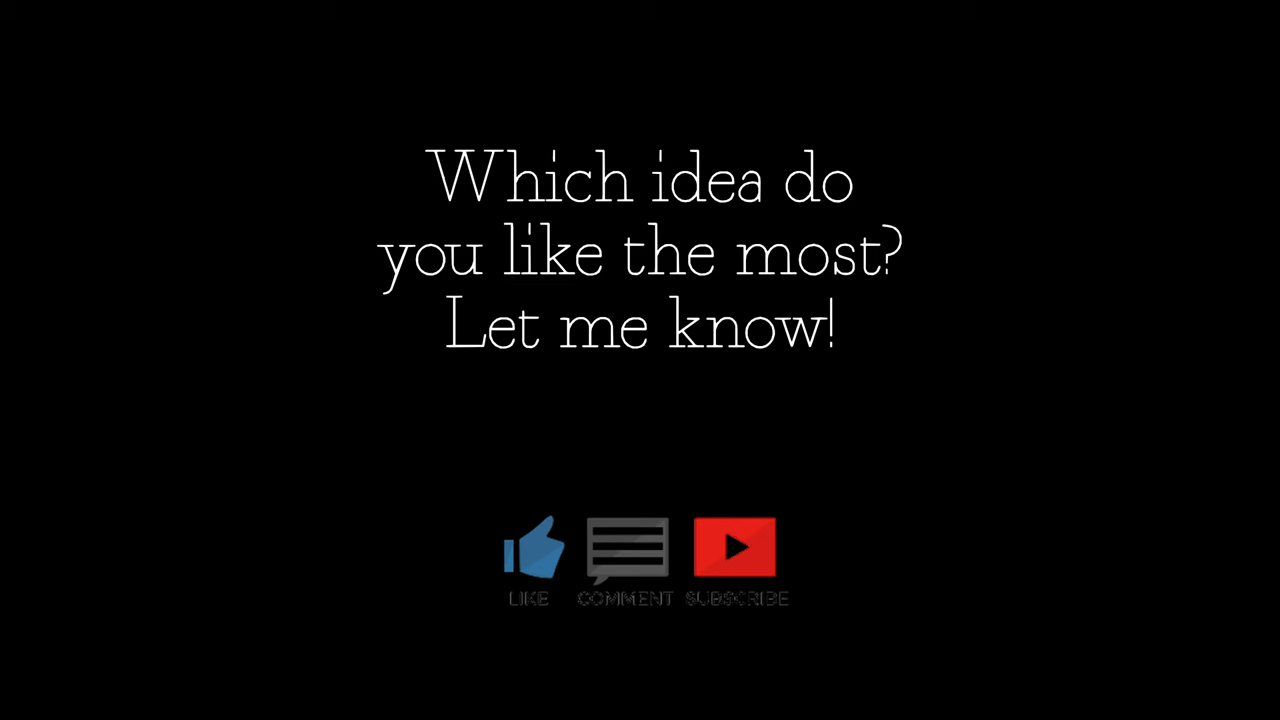 Which idea do
you like the most?
Let me know!
LIKE COMMENT SUBSCRIBE